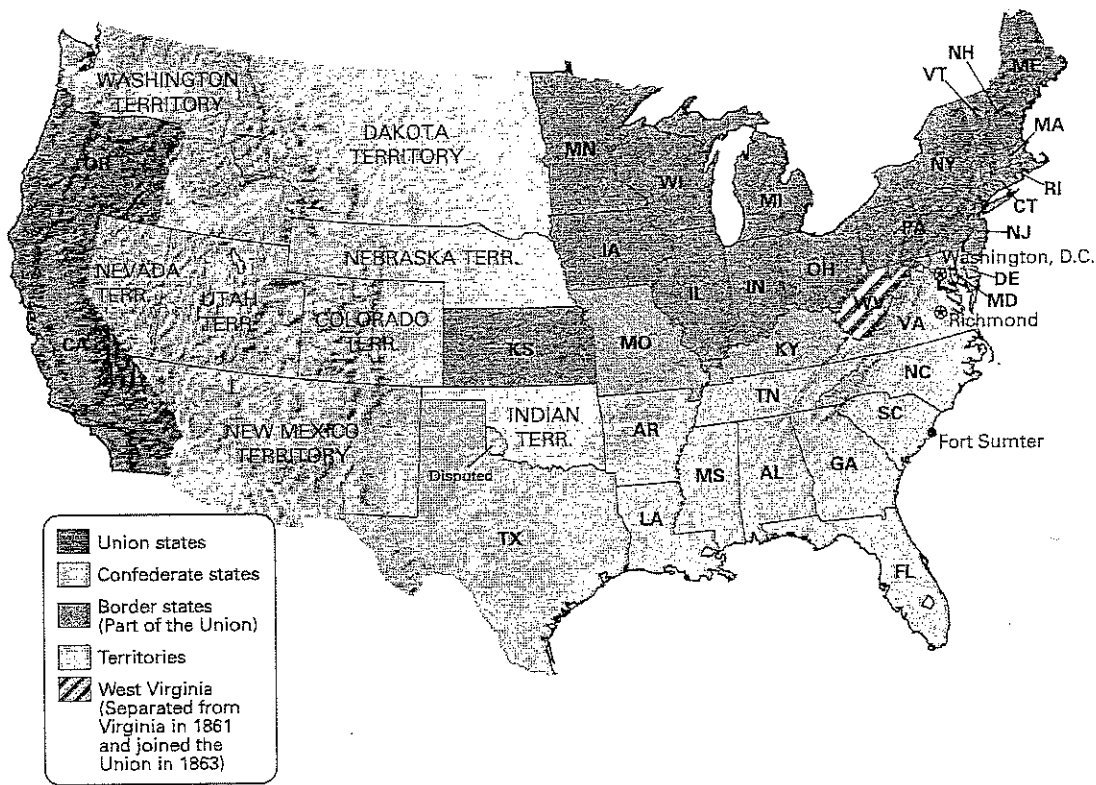 NH
VT
ME
WASHINGTON
TERRITORY
DAKOTA
TERRITORY
MA
OR
MN
NY
WI
MI
RI
CT
PA
NJ
IA
NEBRASKA TERR.
NEVADA
TERR.
UTAH
TERR.
OH
Washington, D.C.
DE
MD
IL
IN
WV
VA
Richmond
COLORADO
TERR.
CA
KS
MO
KY
NC
TN
INDIAN
TERR.
SC
AR
NEW MEXICO
TERRITORY
Fort Sumter
Disputed
MS
AL
GA
LA
TX
FL
Union states
Confederate states
Border states
(Part of the Union)
Territories
West Virginia
(Separated from
Virginia in 1861
and joined the
Union in 1863)